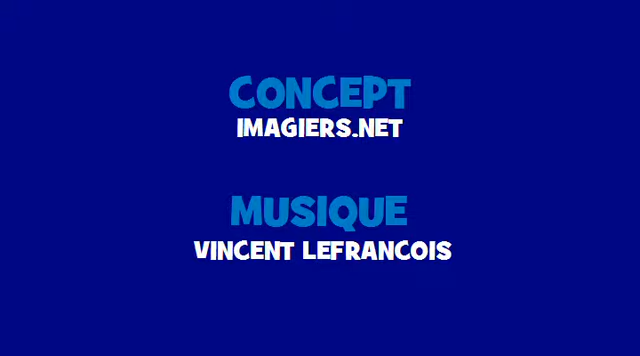 CONCEPT
IMAGIERS.NET
MUSIQUE
VINCENT LEFRANCOIS